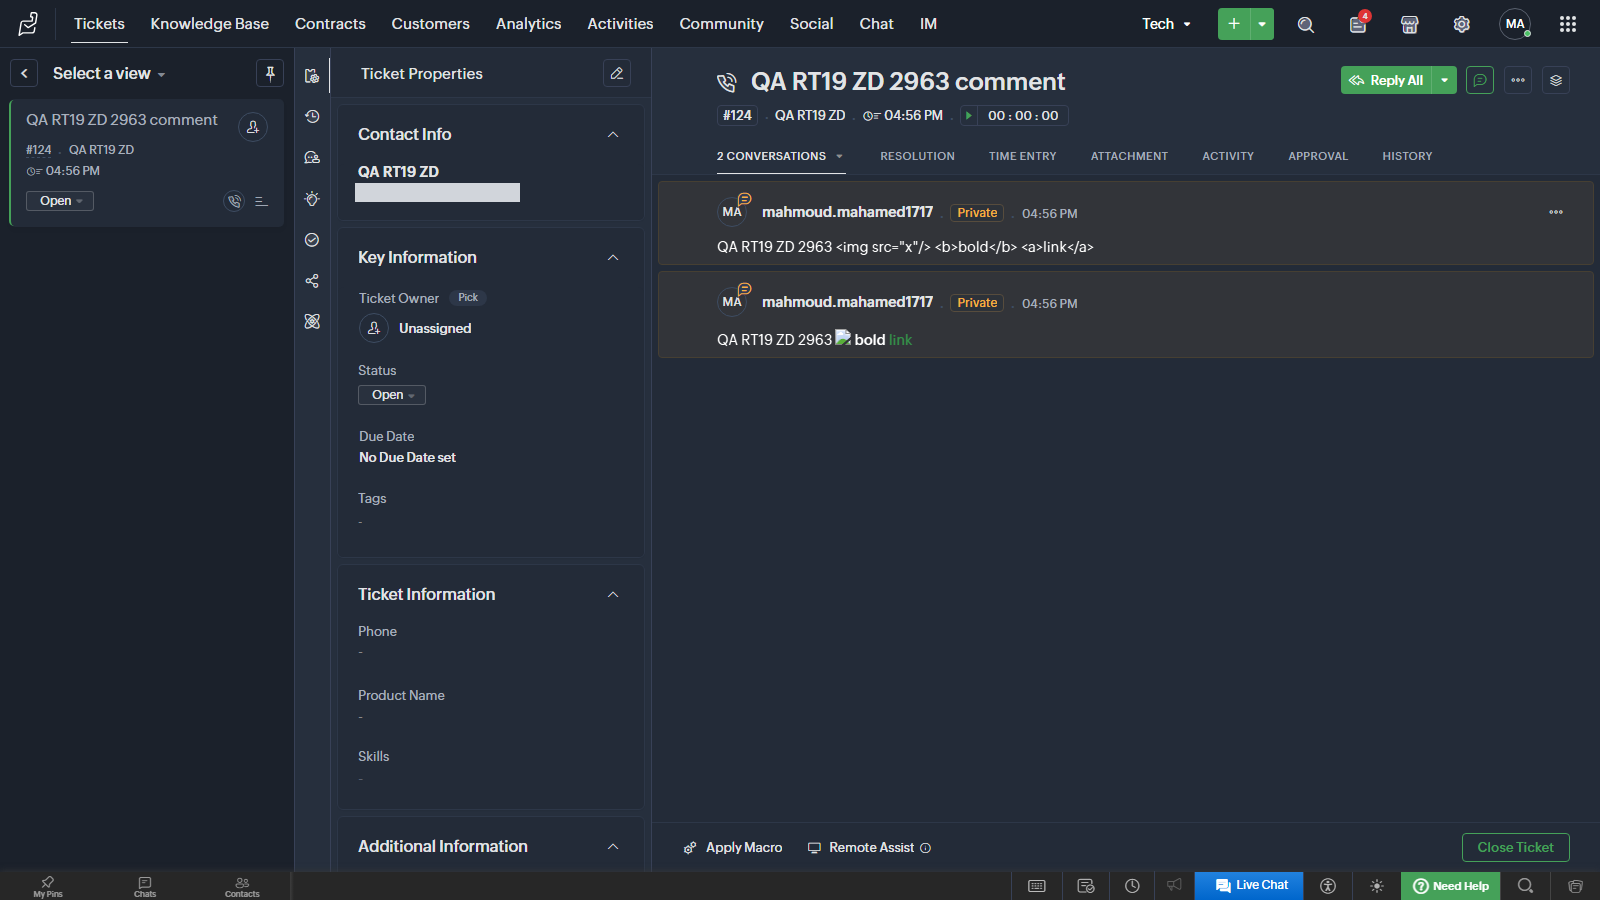 Tickets Knowledge Base Contracts Customers Analytics Activities Community Social Chat IM Tech 4 MA
Select a view
QA RT19 ZD 2963 comment
#124 . QA RT19 ZD
04:56 PM
Open
Ticket Properties
Contact Info
QA RT19 ZD
Key Information
Ticket Owner Pick
Unassigned
Status
Open
Due Date
No Due Date set
Tags
-
Ticket Information
Phone
-
Product Name
-
Skills
-
Additional Information
QA RT19 ZD 2963 comment
Reply All
#124 . QA RT19 ZD . 04:56 PM . 00 : 00 : 00
2 CONVERSATIONS RESOLUTION TIME ENTRY ATTACHMENT ACTIVITY APPROVAL HISTORY
MA mahmoud.mahamed1717 . Private . 04:56 PM
QA RT19 ZD 2963 <img src="x"/> <b>bold</b> <a>link</a>
MA mahmoud.mahamed1717 . Private . 04:56 PM
QA RT19 ZD 2963 bold link
Apply Macro Remote Assist Close Ticket
My Pins Chats Contacts Live Chat Need Help